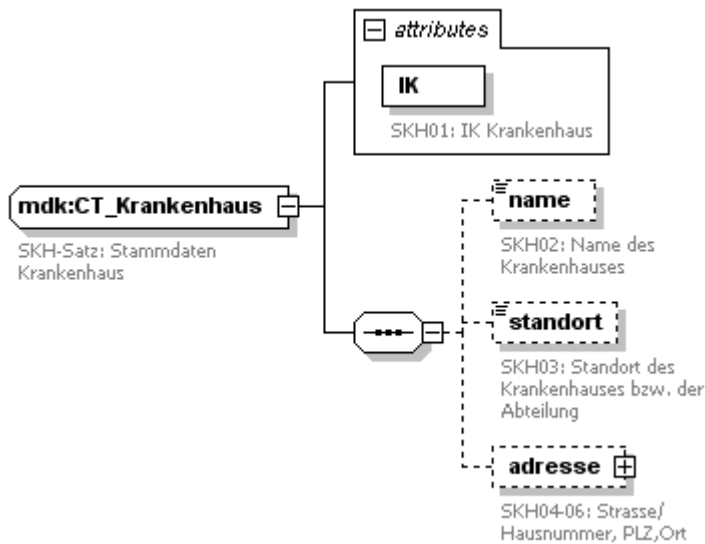 attributes
IK
SKH01: IK Krankenhaus
mdk:CT_Krankenhaus
SKH-Satz: Stammdaten
Krankenhaus
name
SKH02: Name des
Krankenhauses
standort
SKH03: Standort des
Krankenhauses bzw. der
Abteilung
adresse
SKH04-06: Strasse/
Hausnummer, PLZ,Ort